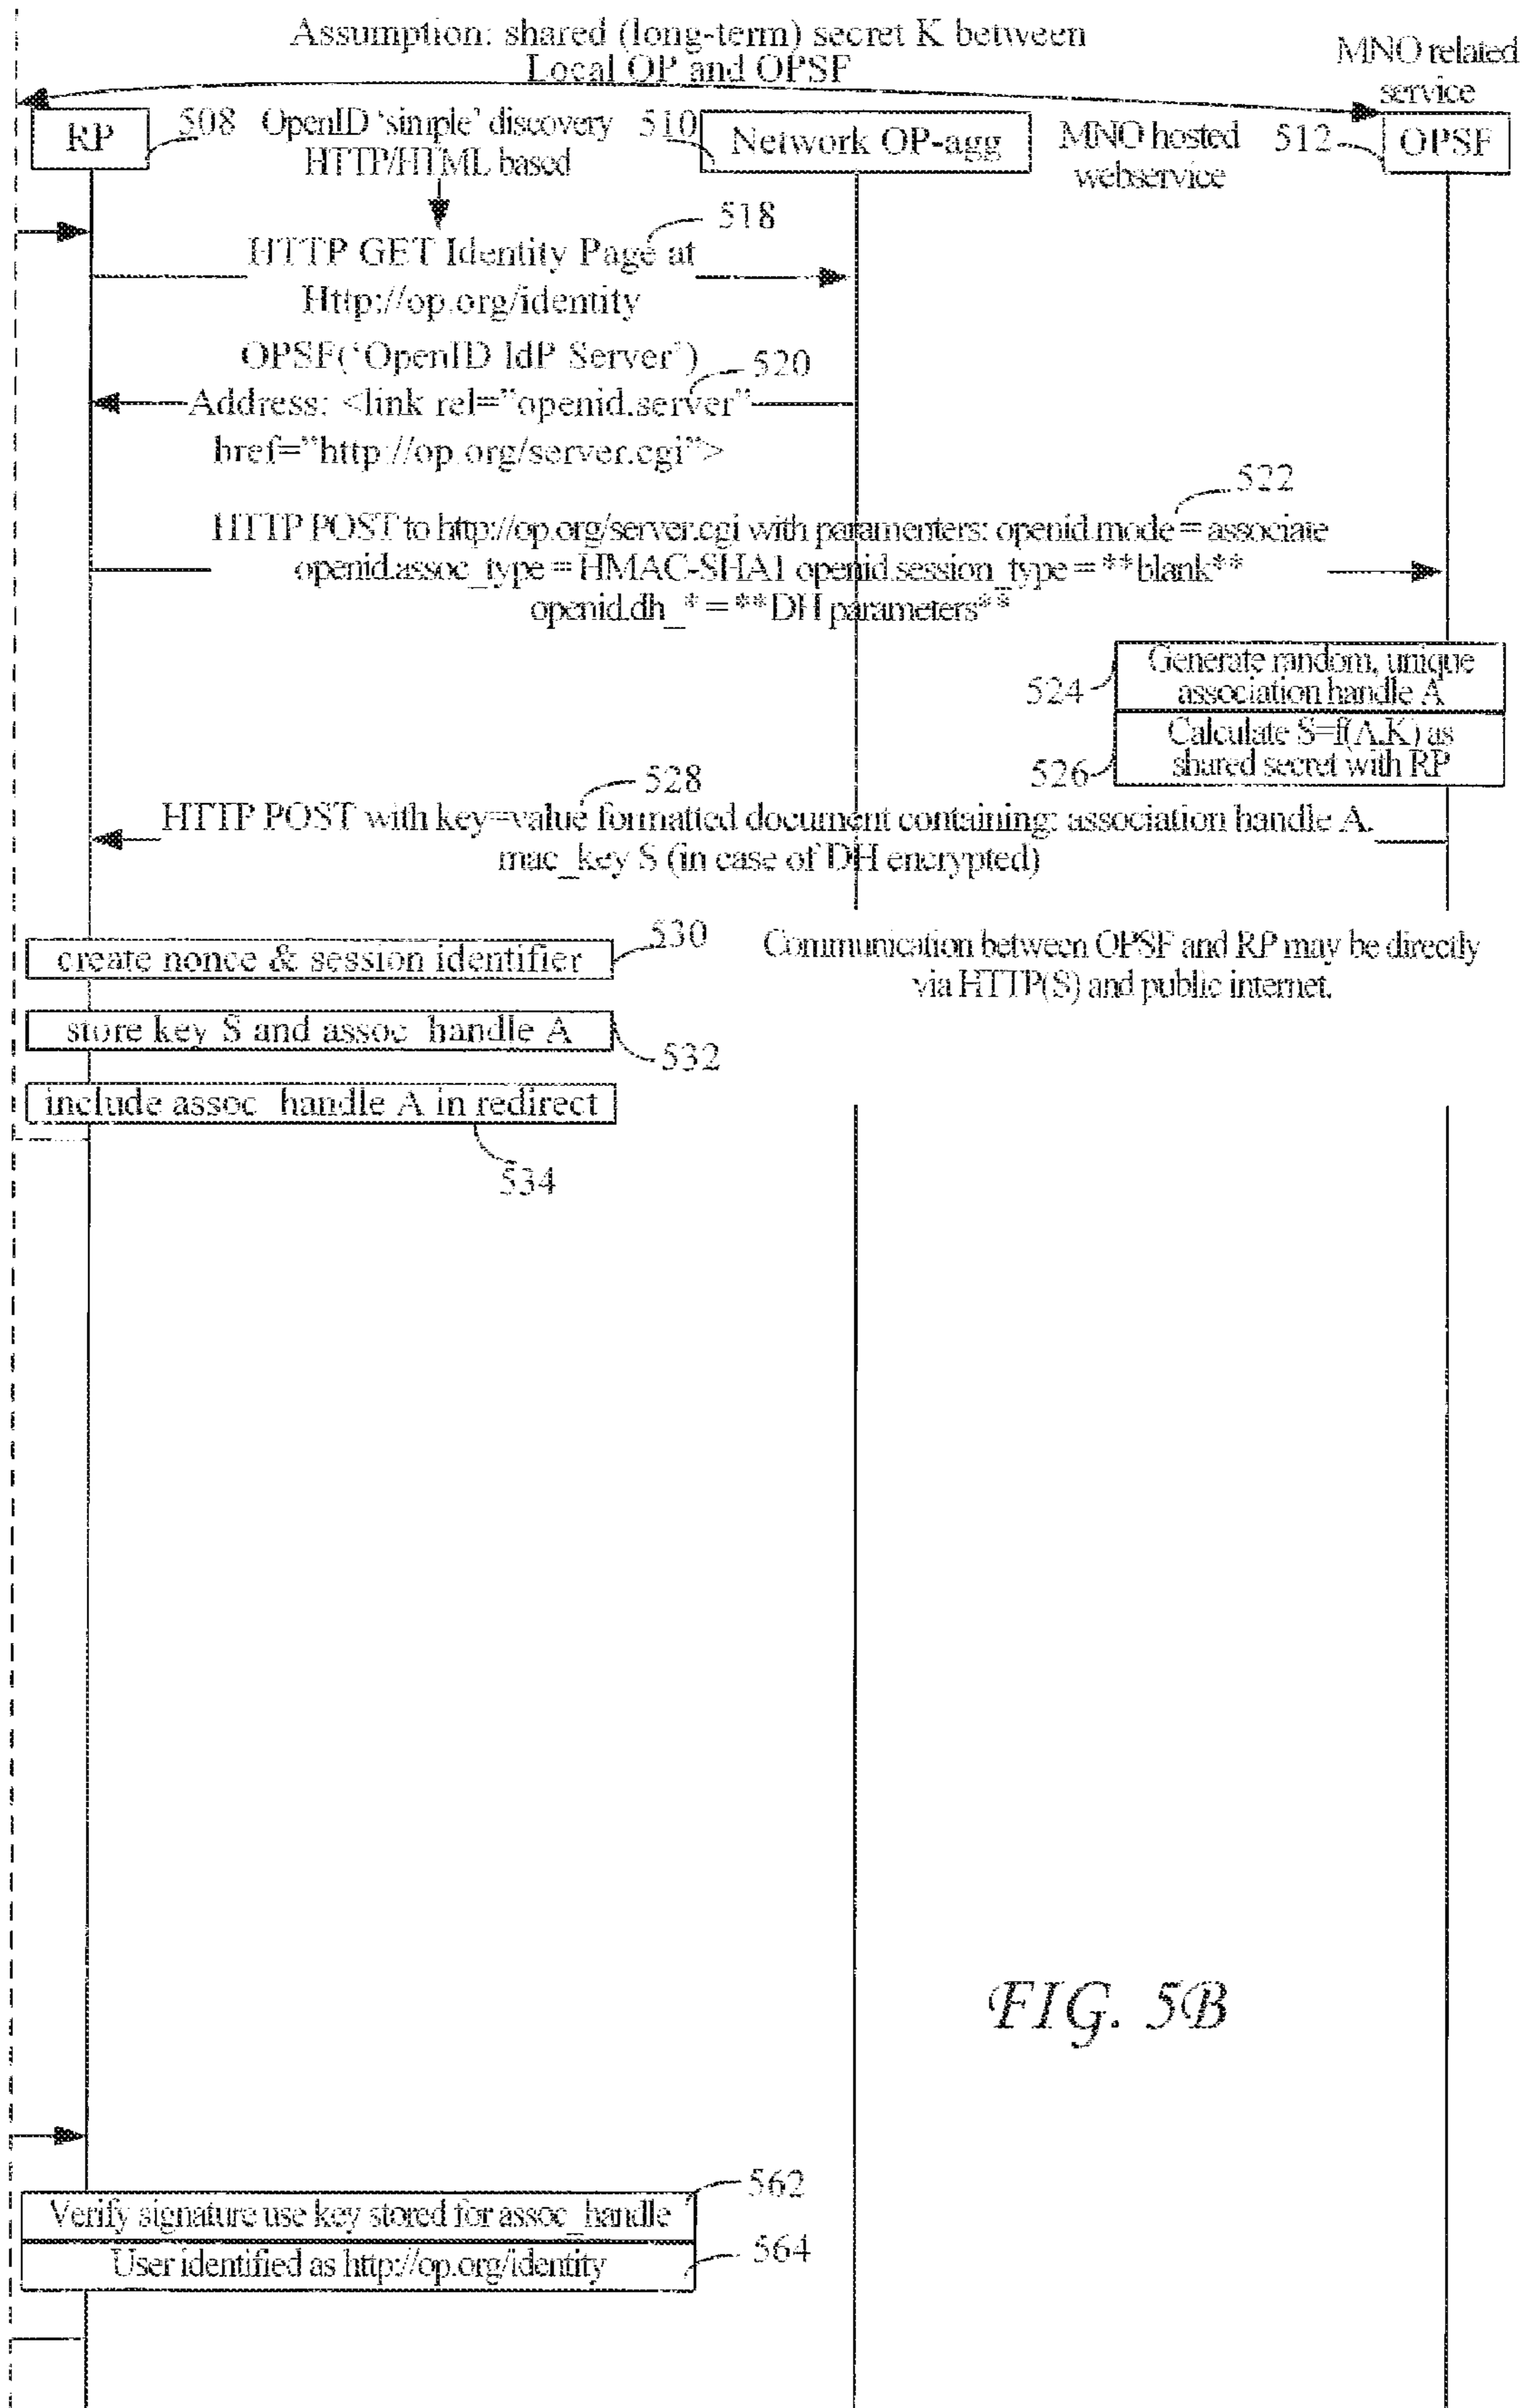 Assumption: shared (long-term) secret K between
Local OP and OPSF
MNO related
service
RP
508
OpenID 'simple' discovery
HTTP/HTML based
510
Network OP-agg
MNO hosted
webservice
512
OPSF
518
HTTP GET Identity Page at
Http://op.org/identity
OPSF('OpenID IdP Server')
520
Address: <link rel="openid.server"
href="http://op.org/server.cgi">
522
HTTP POST to http://op.org/server.cgi with paramenters: openid.mode = associate
openid.assoc_type = HMAC-SHA1 openid.session_type = **blank**
openid.dh_* = **DH parameters**
524
Generate random, unique
association handle A
526
Calculate S=f(A,K) as
shared secret with RP
528
HTTP POST with key=value formatted document containing: association handle A,
mac_key S (in case of DH encrypted)
530
create nonce & session identifier
Communication between OPSF and RP may be directly
via HTTP(S) and public internet.
store key S and assoc_handle A
532
include assoc_handle A in redirect
534
FIG. 5B
562
Verify signature use key stored for assoc_handle
User identified as http://op.org/identity
564